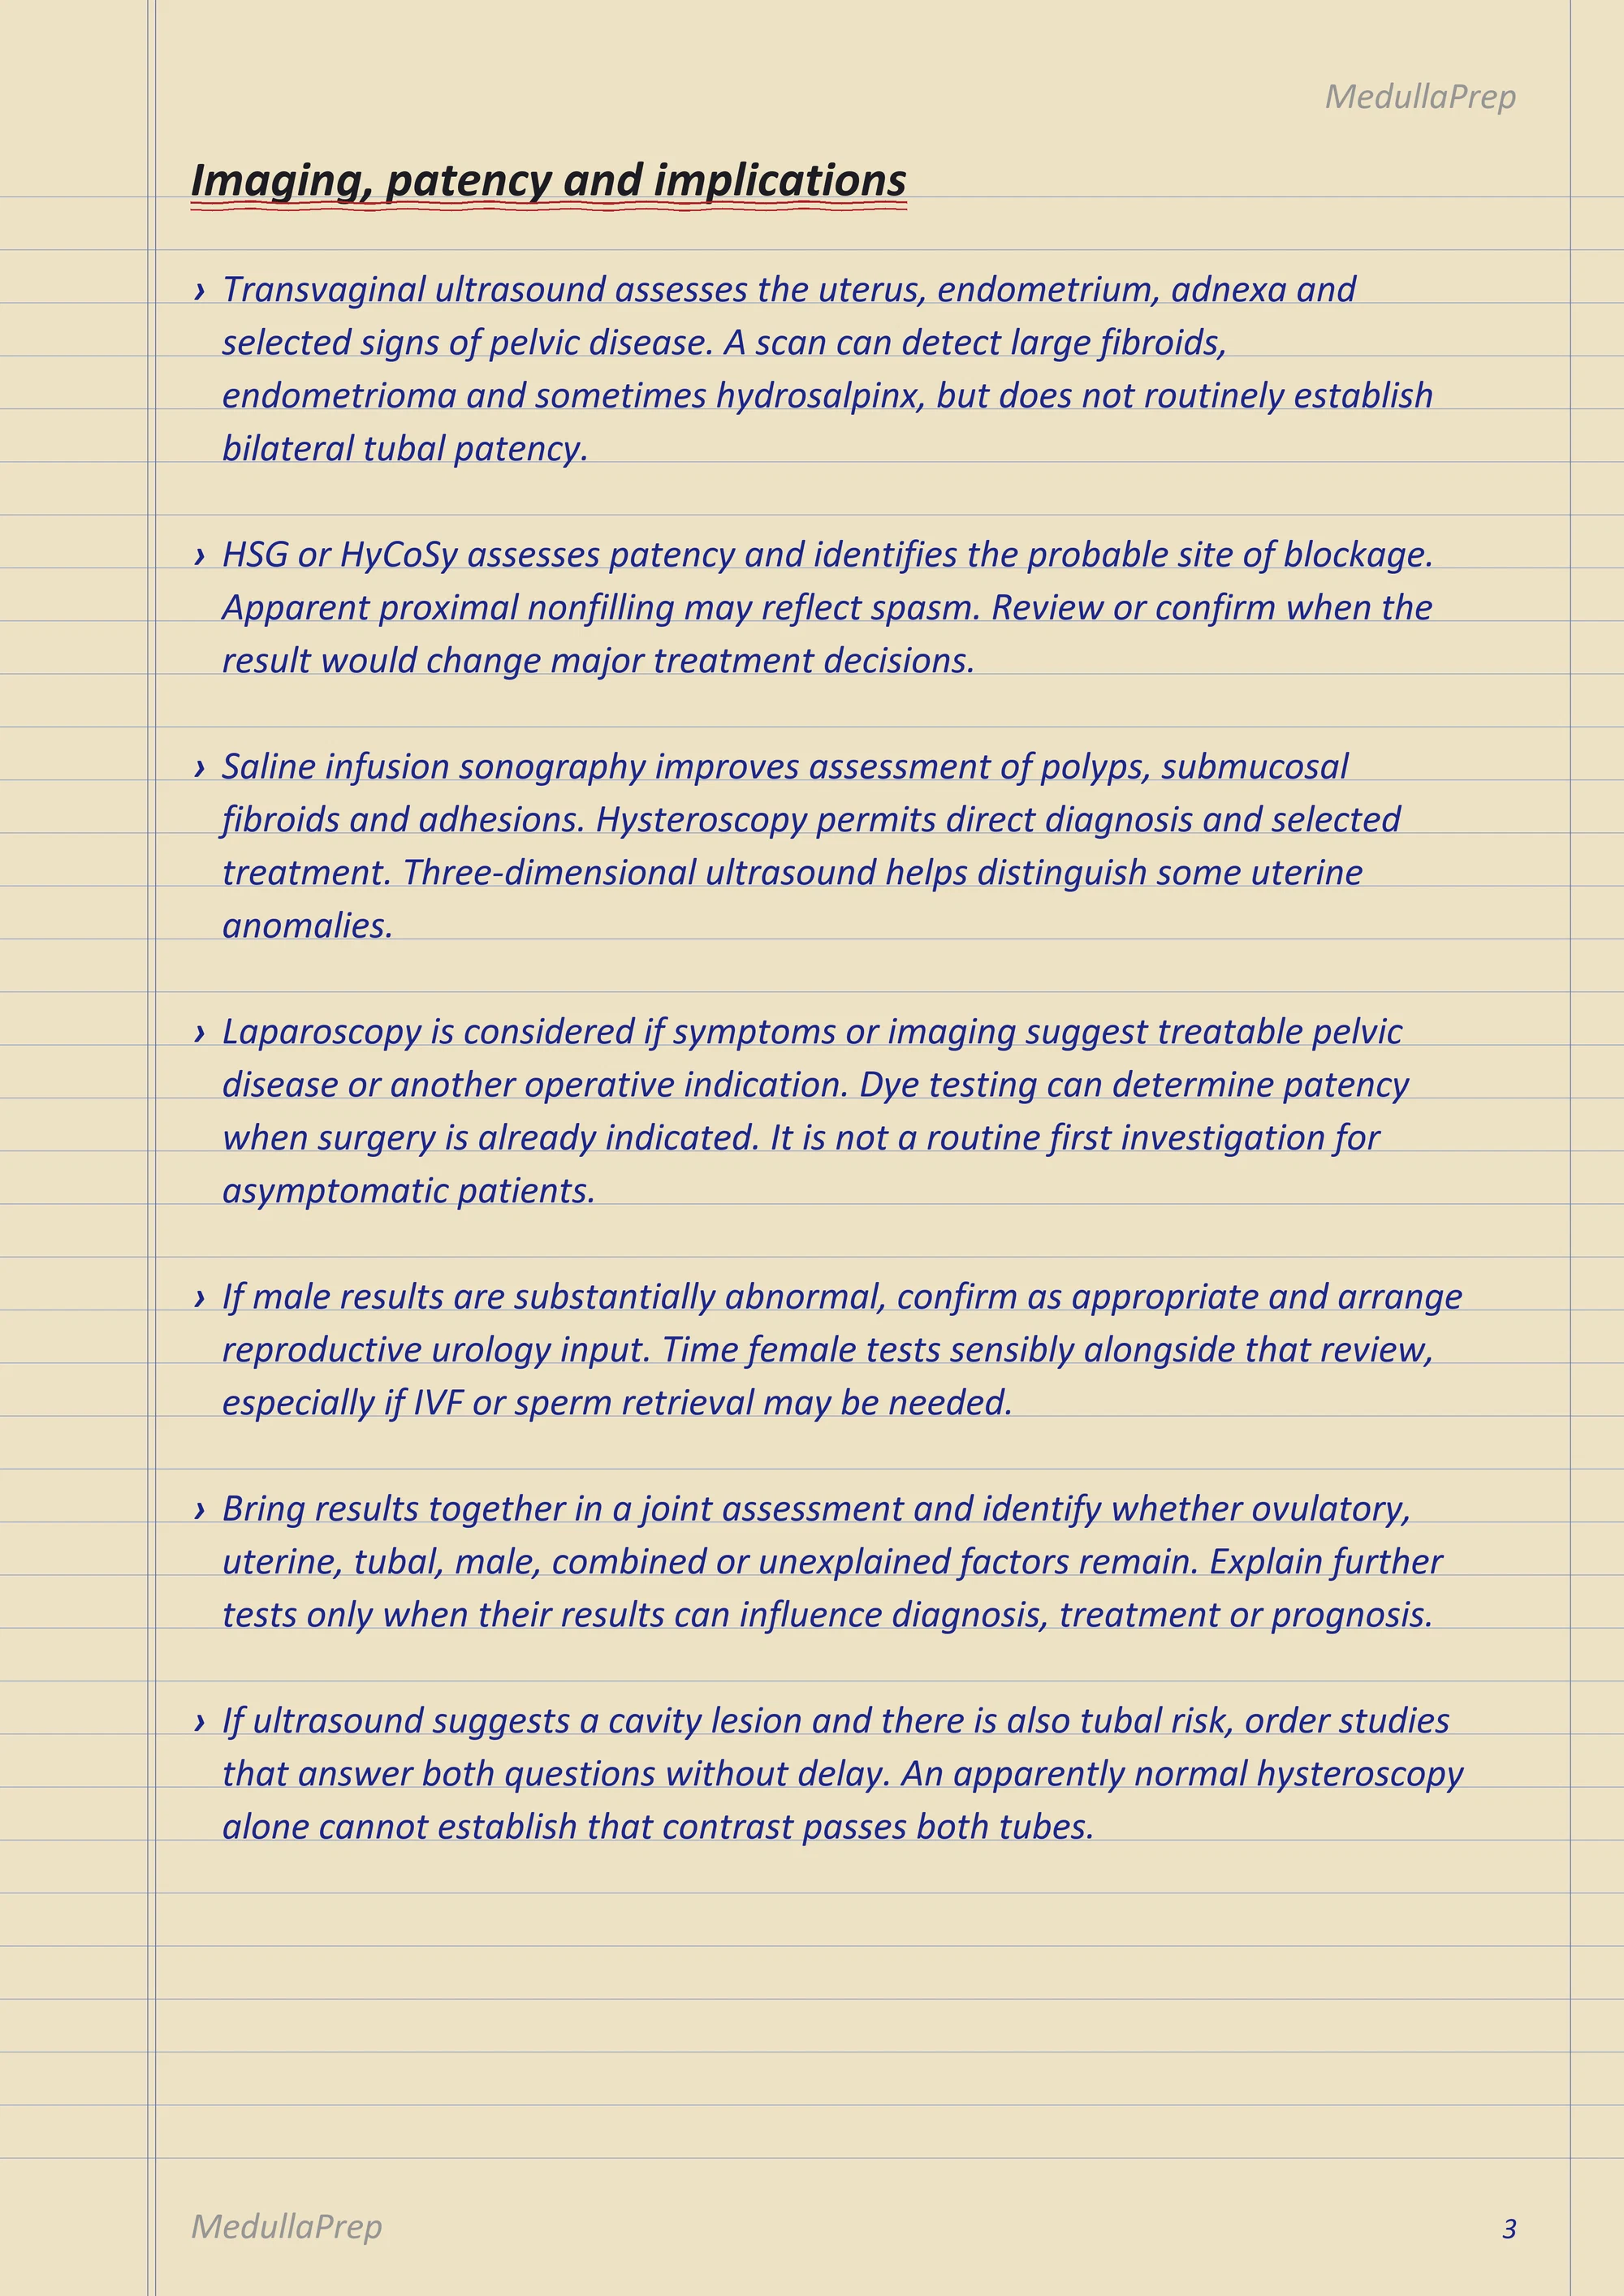 MedullaPrep
Imaging, patency and implications
› Transvaginal ultrasound assesses the uterus, endometrium, adnexa and
selected signs of pelvic disease. A scan can detect large fibroids,
endometrioma and sometimes hydrosalpinx, but does not routinely establish
bilateral tubal patency.
› HSG or HyCoSy assesses patency and identifies the probable site of blockage.
Apparent proximal nonfilling may reflect spasm. Review or confirm when the
result would change major treatment decisions.
› Saline infusion sonography improves assessment of polyps, submucosal
fibroids and adhesions. Hysteroscopy permits direct diagnosis and selected
treatment. Three-dimensional ultrasound helps distinguish some uterine
anomalies.
› Laparoscopy is considered if symptoms or imaging suggest treatable pelvic
disease or another operative indication. Dye testing can determine patency
when surgery is already indicated. It is not a routine first investigation for
asymptomatic patients.
› If male results are substantially abnormal, confirm as appropriate and arrange
reproductive urology input. Time female tests sensibly alongside that review,
especially if IVF or sperm retrieval may be needed.
› Bring results together in a joint assessment and identify whether ovulatory,
uterine, tubal, male, combined or unexplained factors remain. Explain further
tests only when their results can influence diagnosis, treatment or prognosis.
› If ultrasound suggests a cavity lesion and there is also tubal risk, order studies
that answer both questions without delay. An apparently normal hysteroscopy
alone cannot establish that contrast passes both tubes.
MedullaPrep
3